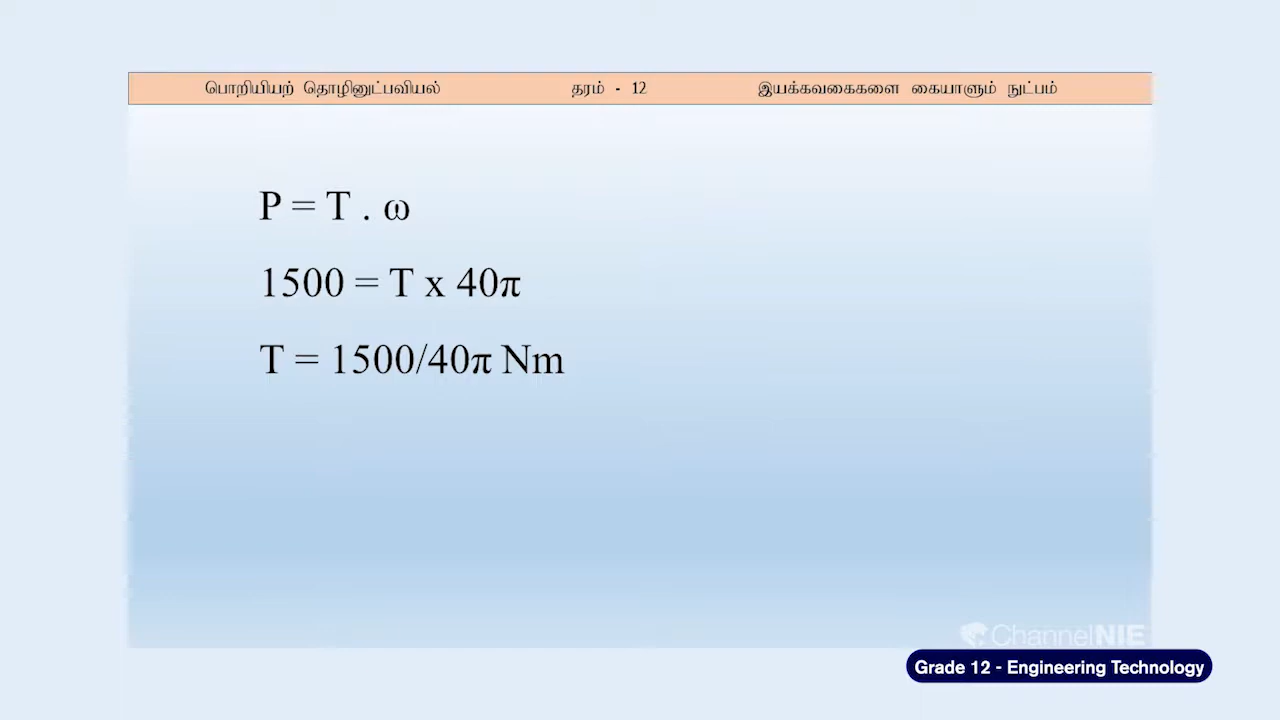 பொறியியற் தொழினுட்பவியல் தரம் - 12 இயக்கவகைகளை கையாளும் நுட்பம்
P = T . ω
1500 = T x 40π
T = 1500/40π Nm
ChannelNIE
Grade 12 - Engineering Technology